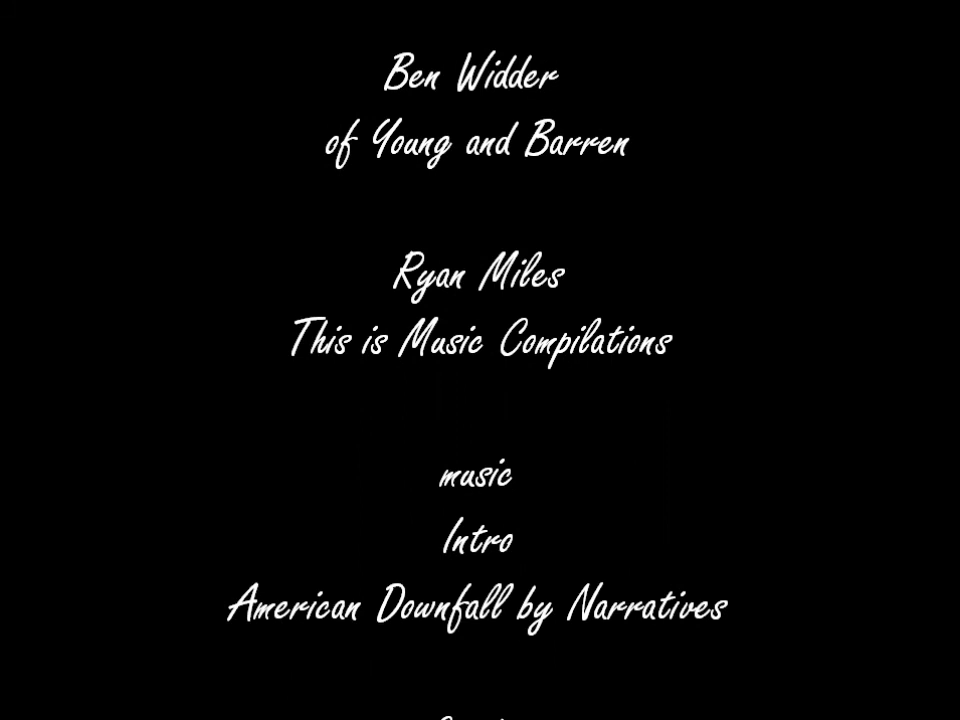 Ben Widder
of Young and Barren
Ryan Miles
This is Music Compilations
music
Intro
American Downfall by Narratives